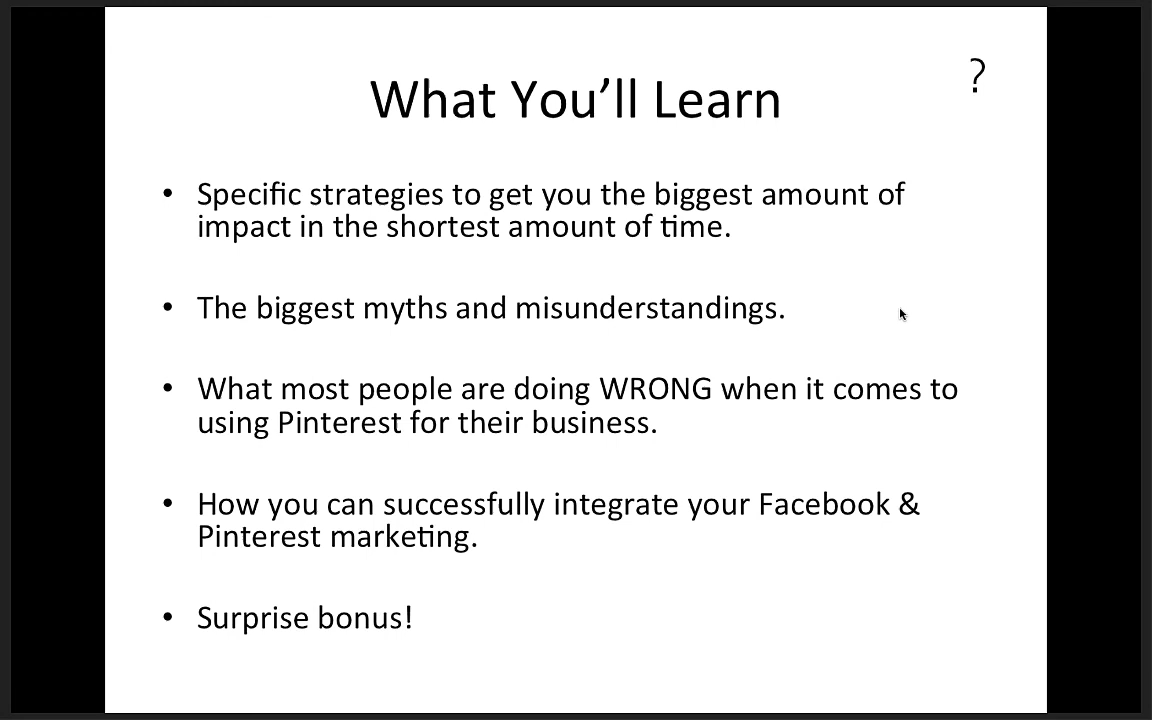 ?
What You’ll Learn
• Specific strategies to get you the biggest amount of
impact in the shortest amount of time.
• The biggest myths and misunderstandings.
• What most people are doing WRONG when it comes to
using Pinterest for their business.
• How you can successfully integrate your Facebook &
Pinterest marketing.
• Surprise bonus!